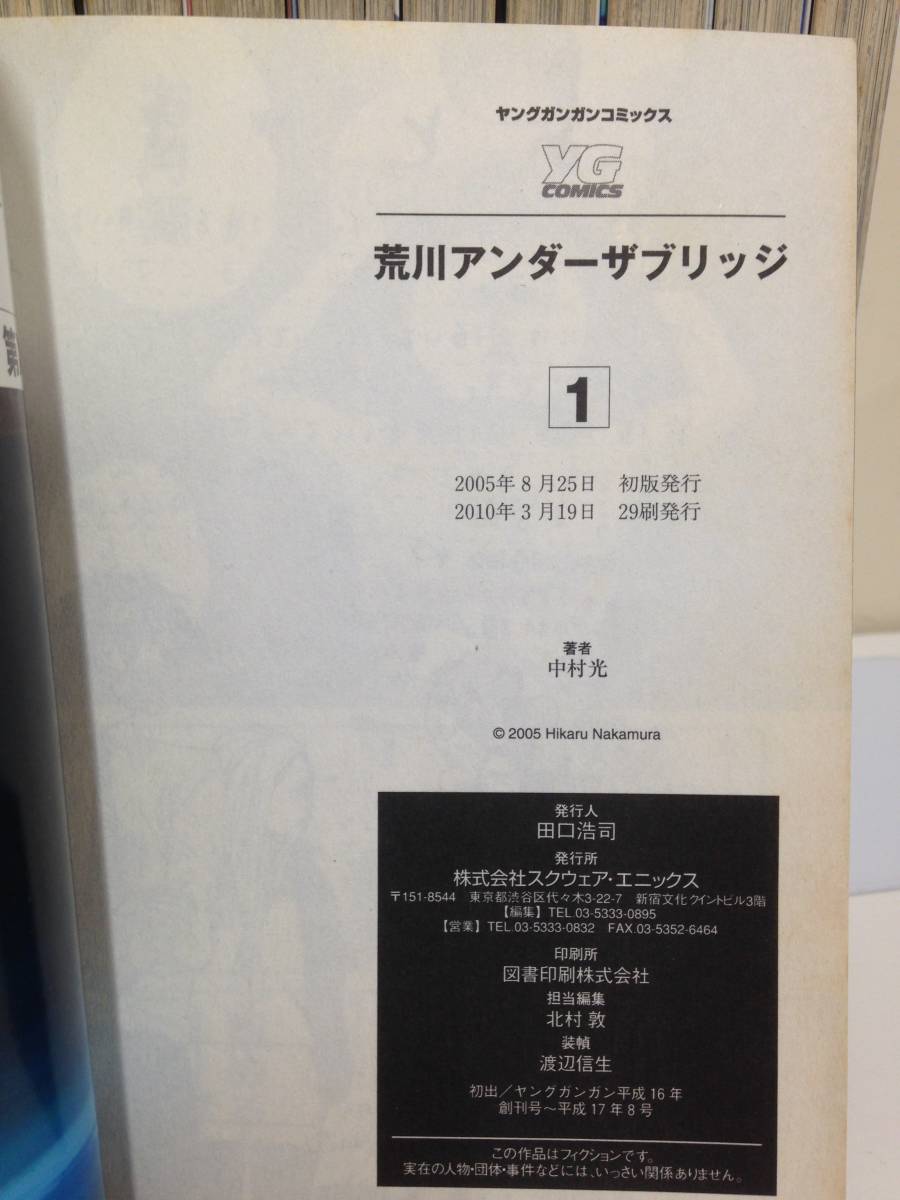 ヤングガンガンコミックス
YG
COMICS
荒川アンダーザブリッジ
1
2005年8月25日 初版発行
2010年3月19日 29刷発行
著者
中村光
© 2005 Hikaru Nakamura
発行人
田口浩司
発行所
株式会社スクウェア・エニックス
〒151-8544 東京都渋谷区代々木3-22-7 新宿文化クイントビル3階
【編集】TEL.03-5333-0895
【営業】TEL.03-5333-0832 FAX.03-5352-6464
印刷所
図書印刷株式会社
担当編集
北村 敦
装幀
渡辺信生
初出/ヤングガンガン平成16年
創刊号〜平成17年8号
この作品はフィクションです。
実在の人物・団体・事件などには、いっさい関係ありません。
第